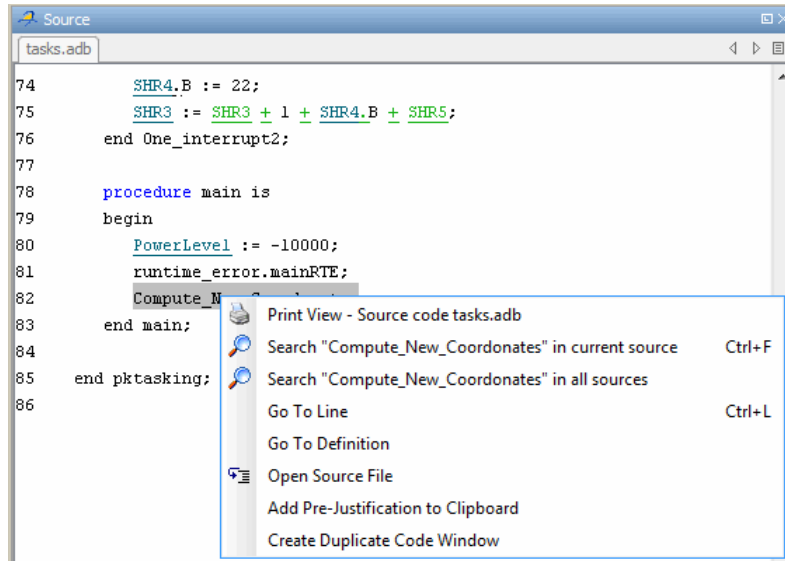 Source
tasks.adb
74 SHR4.B := 22;
75 SHR3 := SHR3 + 1 + SHR4.B + SHR5;
76 end One_interrupt2;
77
78 procedure main is
79 begin
80 PowerLevel := -10000;
81 runtime_error.mainRTE;
82
83 end main;
84
85 end pktasking;
86
Print View - Source code tasks.adb
Search "Compute_New_Coordonates" in current source Ctrl+F
Search "Compute_New_Coordonates" in all sources
Go To Line Ctrl+L
Go To Definition
Open Source File
Add Pre-Justification to Clipboard
Create Duplicate Code Window